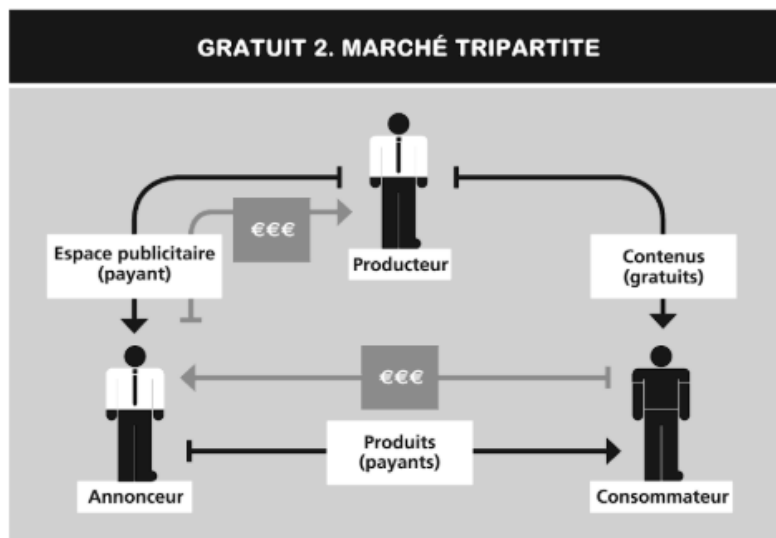 GRATUIT 2. MARCHÉ TRIPARTITE
€€€
Espace publicitaire
(payant)
Producteur
Contenus
(gratuits)
€€€
Produits
(payants)
Annonceur
Consommateur